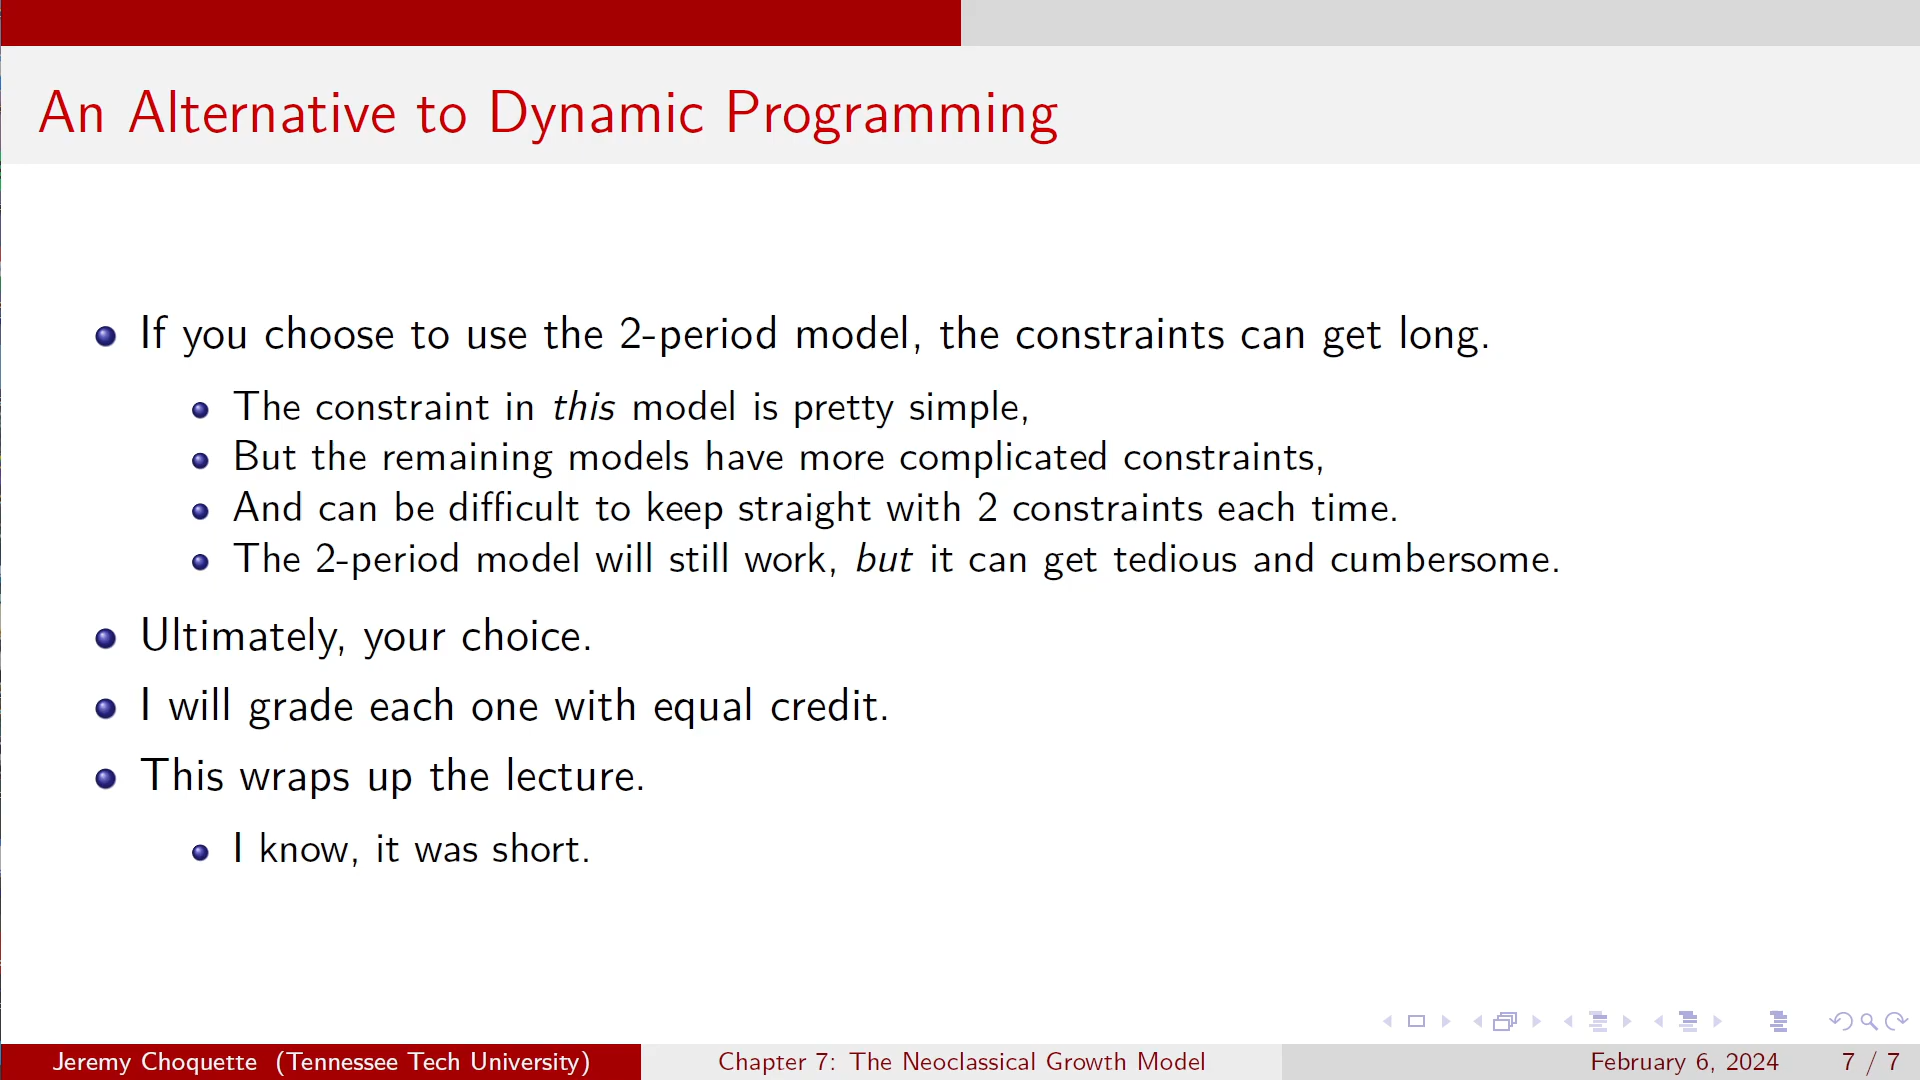 An Alternative to Dynamic Programming
If you choose to use the 2-period model, the constraints can get long.
The constraint in this model is pretty simple,
But the remaining models have more complicated constraints,
And can be difficult to keep straight with 2 constraints each time.
The 2-period model will still work, but it can get tedious and cumbersome.
Ultimately, your choice.
I will grade each one with equal credit.
This wraps up the lecture.
I know, it was short.
Jeremy Choquette (Tennessee Tech University) Chapter 7: The Neoclassical Growth Model February 6, 2024 7 / 7